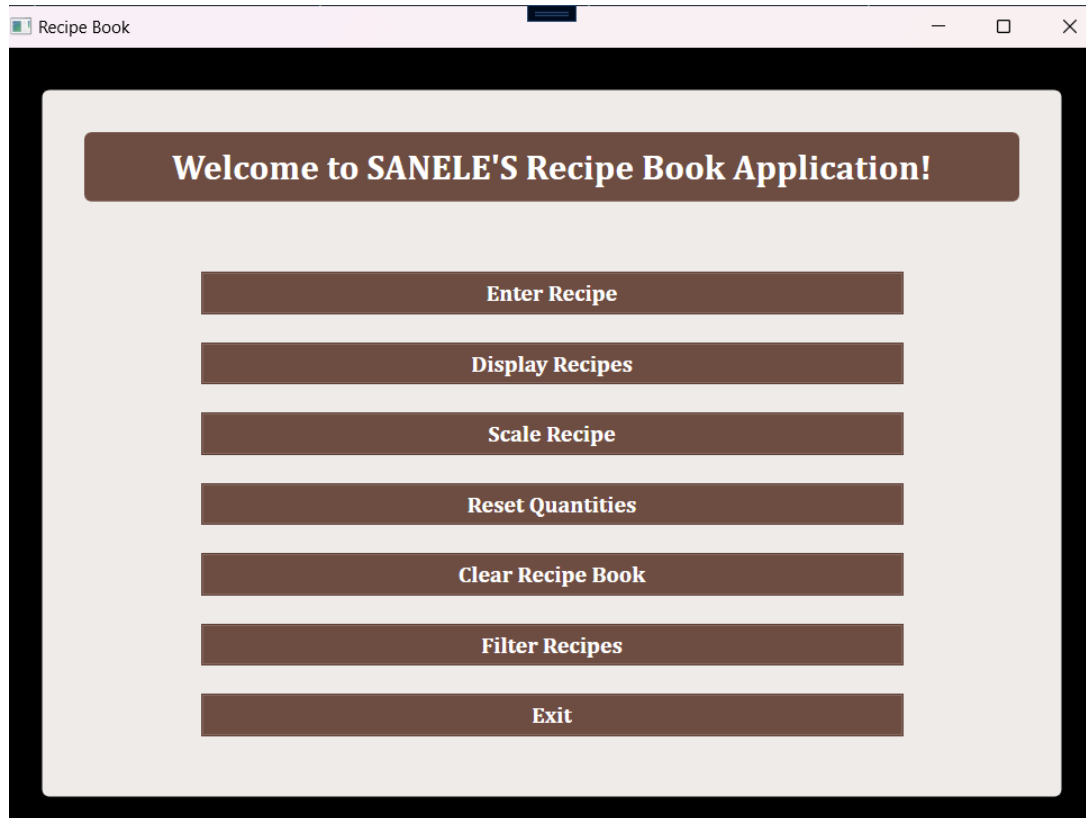 Recipe Book
Welcome to SANELE'S Recipe Book Application!
Enter Recipe
Display Recipes
Scale Recipe
Reset Quantities
Clear Recipe Book
Filter Recipes
Exit